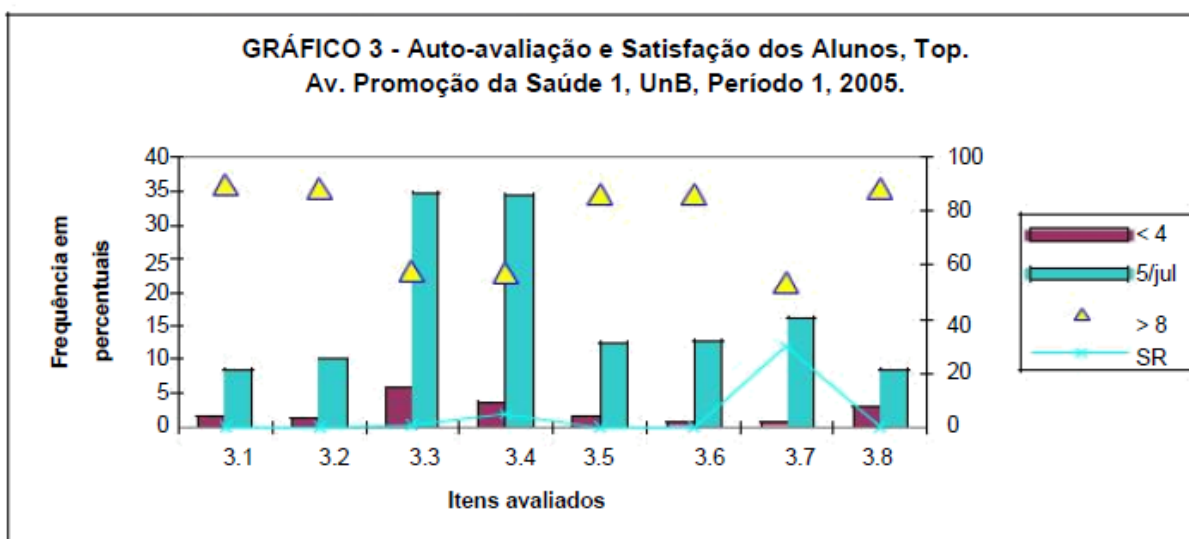 GRÁFICO 3 - Auto-avaliação e Satisfação dos Alunos, Top.
Av. Promoção da Saúde 1, UnB, Período 1, 2005.
Frequência em
percentuais
40
35
30
25
20
15
10
5
0
100
80
60
40
20
0
3.1 3.2 3.3 3.4 3.5 3.6 3.7 3.8
Itens avaliados
< 4
5/jul
> 8
SR